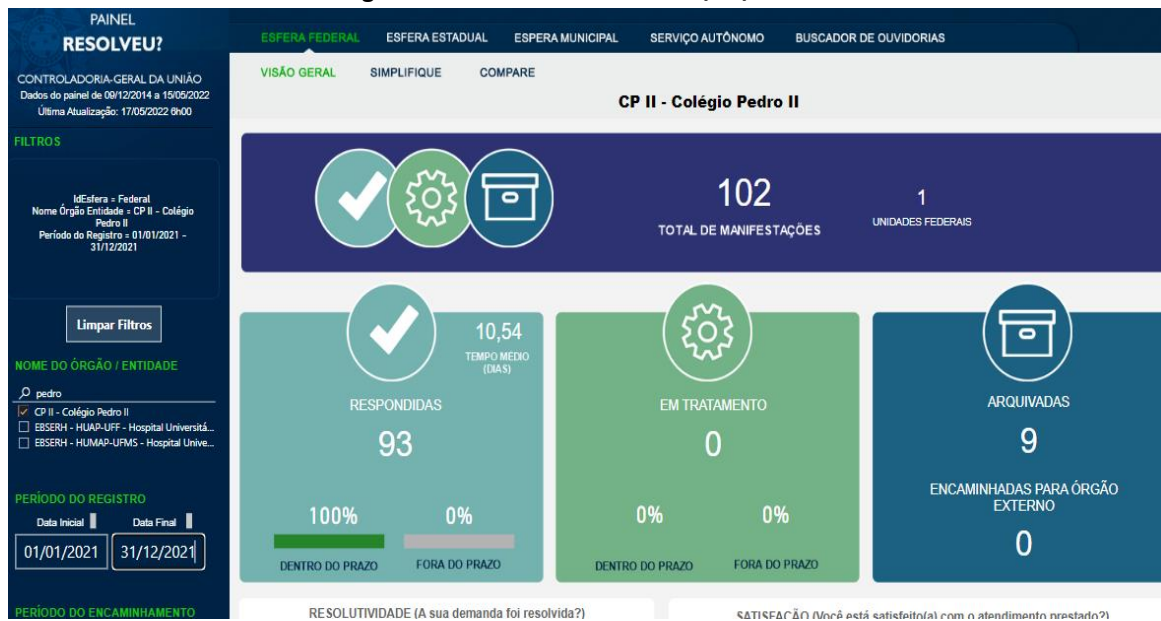 PAINEL
RESOLVEU?
CONTROLADORIA-GERAL DA UNIÃO
Dados do painel de 09/12/2014 a 15/05/2022
Última Atualização: 17/05/2022 6h00
FILTROS
IdEsfera = Federal
Nome Órgão Entidade = CP II - Colégio
Pedro II
Período do Registro = 01/01/2021 -
31/12/2021
Limpar Filtros
NOME DO ÓRGÃO / ENTIDADE
pedro
CP II - Colégio Pedro II
EBSERH - HUAP-UFF - Hospital Universitá...
EBSERH - HUMAP-UFMS - Hospital Unive...
PERÍODO DO REGISTRO
Data Inicial Data Final
01/01/2021 31/12/2021
PERÍODO DO ENCAMINHAMENTO
ESFERA FEDERAL ESFERA ESTADUAL ESPERA MUNICIPAL SERVIÇO AUTÔNOMO BUSCADOR DE OUVIDORIAS
VISÃO GERAL SIMPLIFIQUE COMPARE
CP II - Colégio Pedro II
102
TOTAL DE MANIFESTAÇÕES
1
UNIDADES FEDERAIS
10,54
TEMPO MÉDIO
(DIAS)
RESPONDIDAS
93
100% 0%
DENTRO DO PRAZO FORA DO PRAZO
EM TRATAMENTO
0
0% 0%
DENTRO DO PRAZO FORA DO PRAZO
ARQUIVADAS
9
ENCAMINHADAS PARA ÓRGÃO
EXTERNO
0
RESOLUTIVIDADE (A sua demanda foi resolvida?)
SATISFAÇÃO (Você está satisfeito(a) com o atendimento prestado?)